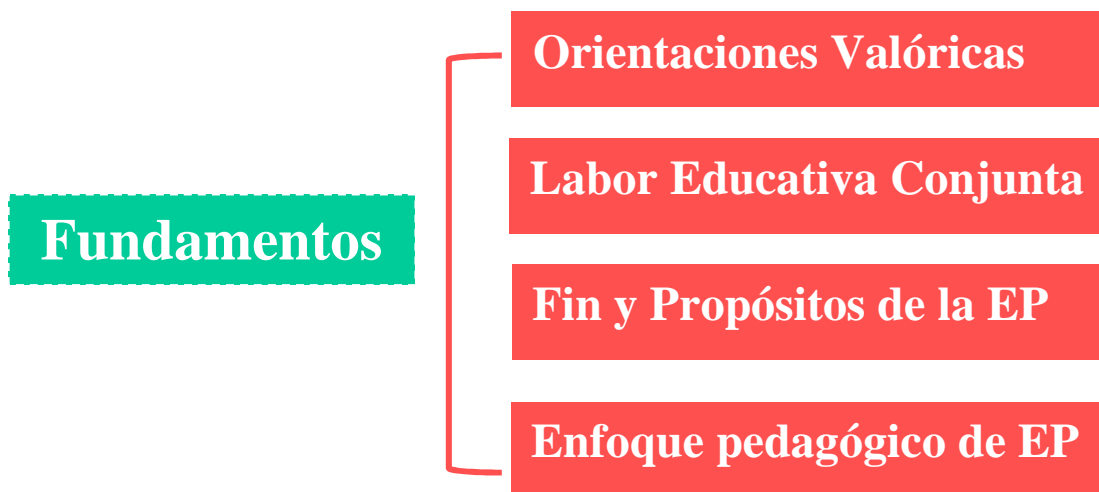 Orientaciones Valóricas
Labor Educativa Conjunta
Fundamentos
Fin y Propósitos de la EP
Enfoque pedagógico de EP